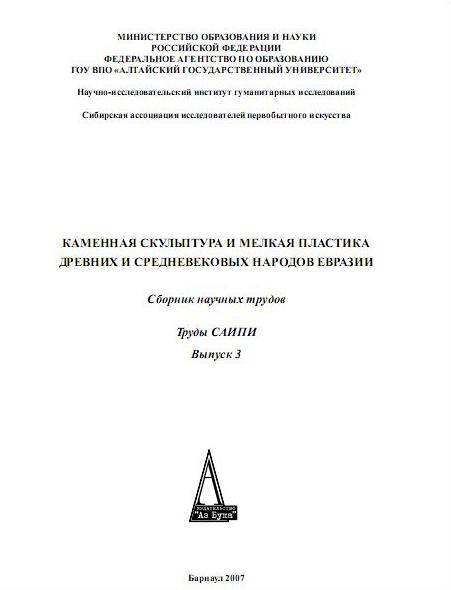 МИНИСТЕРСТВО ОБРАЗОВАНИЯ И НАУКИ
РОССИЙСКОЙ ФЕДЕРАЦИИ
ФЕДЕРАЛЬНОЕ АГЕНТСТВО ПО ОБРАЗОВАНИЮ
ГОУ ВПО «АЛТАЙСКИЙ ГОСУДАРСТВЕННЫЙ УНИВЕРСИТЕТ»
Научно-исследовательский институт гуманитарных исследований
Сибирская ассоциация исследователей первобытного искусства
КАМЕННАЯ СКУЛЬПТУРА И МЕЛКАЯ ПЛАСТИКА
ДРЕВНИХ И СРЕДНЕВЕКОВЫХ НАРОДОВ ЕВРАЗИИ
Сборник научных трудов
Труды САИПИ
Выпуск 3
А
ИЗДАТЕЛЬСТВО
"Аз Бука"
Барнаул 2007